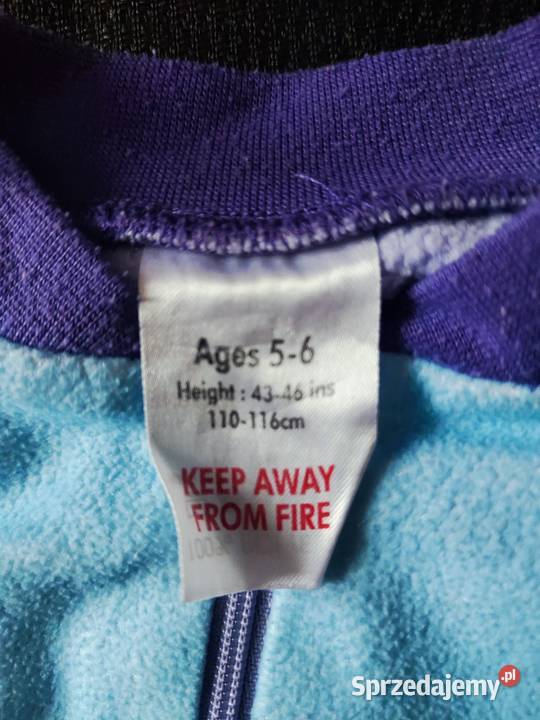 Ages 5-6
Height : 43-46 ins
110-116cm
KEEP AWAY
FROM FIRE
Sprzedajemy.pl